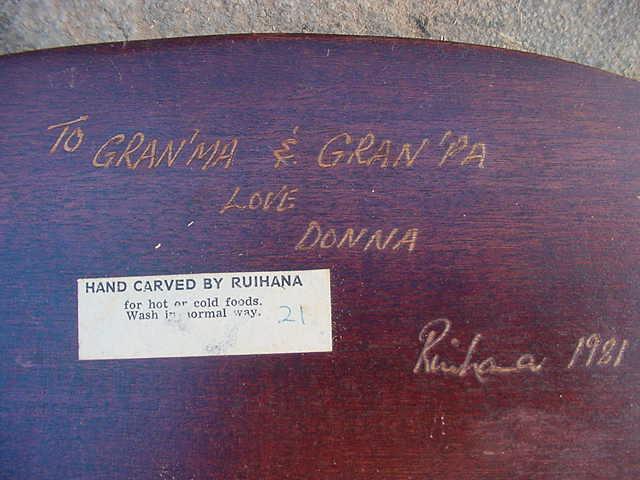 TO GRAN'MA & GRAN'PA
LOVE
DONNA
HAND CARVED BY RUIHANA
for hot or cold foods.
Wash in normal way. 21
Ruihana 1981